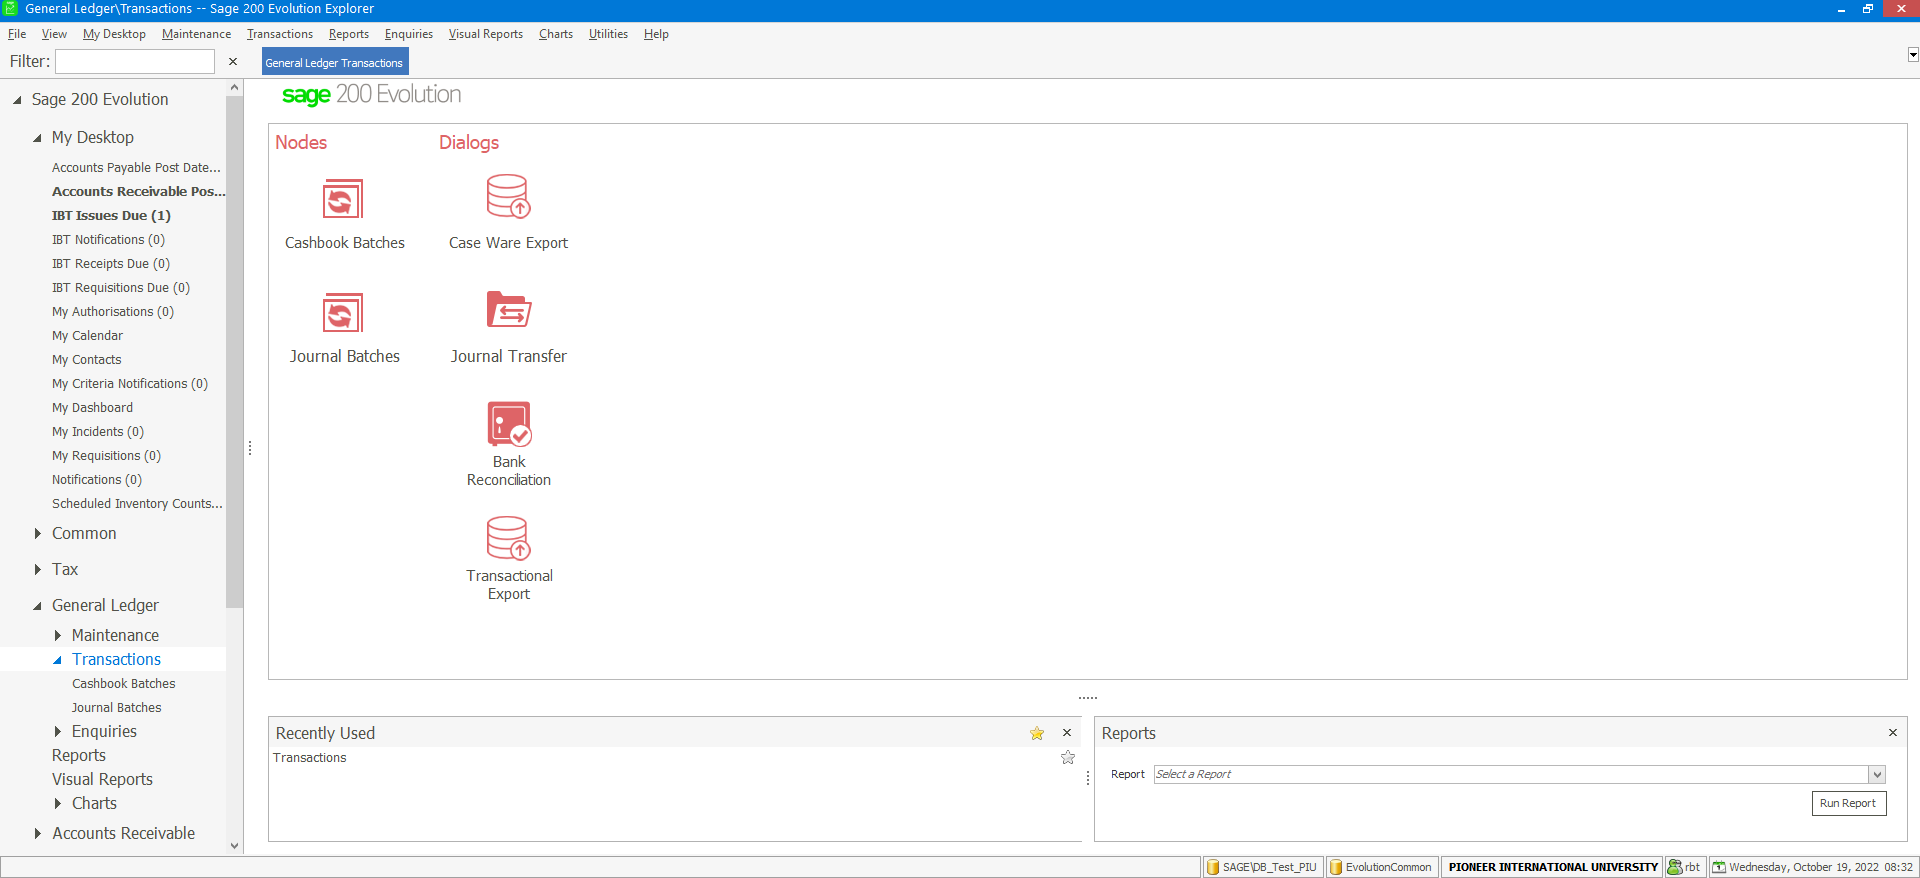 General Ledger\Transactions -- Sage 200 Evolution Explorer
File View My Desktop Maintenance Transactions Reports Enquiries Visual Reports Charts Utilities Help
Filter:
General Ledger Transactions
Sage 200 Evolution
My Desktop
Accounts Payable Post Date...
Accounts Receivable Pos...
IBT Issues Due (1)
IBT Notifications (0)
IBT Receipts Due (0)
IBT Requisitions Due (0)
My Authorisations (0)
My Calendar
My Contacts
My Criteria Notifications (0)
My Dashboard
My Incidents (0)
My Requisitions (0)
Notifications (0)
Scheduled Inventory Counts...
Common
Tax
General Ledger
Maintenance
Transactions
Cashbook Batches
Journal Batches
Enquiries
Reports
Visual Reports
Charts
Accounts Receivable
sage 200 Evolution
Nodes
Dialogs
Cashbook Batches
Case Ware Export
Journal Batches
Journal Transfer
Bank
Reconciliation
Transactional
Export
Recently Used
Transactions
Reports
Report Select a Report
Run Report
SAGE\DB_Test_PIU EvolutionCommon PIONEER INTERNATIONAL UNIVERSITY rbt Wednesday, October 19, 2022 08:32